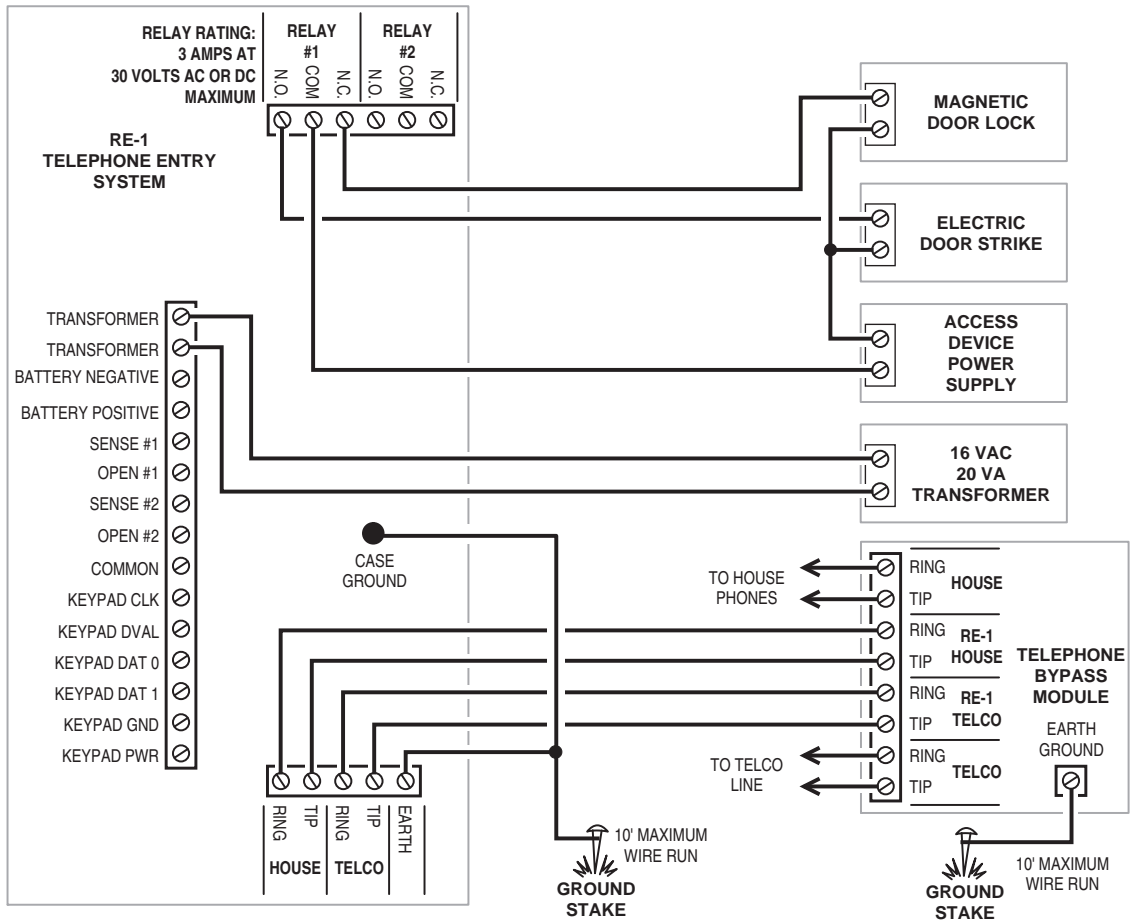 RELAY RATING:
3 AMPS AT
30 VOLTS AC OR DC
MAXIMUM
RELAY
#1
RELAY
#2
N.O.
COM
N.C.
N.O.
COM
N.C.
RE-1
TELEPHONE ENTRY
SYSTEM
MAGNETIC
DOOR LOCK
ELECTRIC
DOOR STRIKE
ACCESS
DEVICE
POWER
SUPPLY
16 VAC
20 VA
TRANSFORMER
TRANSFORMER
TRANSFORMER
BATTERY NEGATIVE
BATTERY POSITIVE
SENSE #1
OPEN #1
SENSE #2
OPEN #2
COMMON
KEYPAD CLK
KEYPAD DVAL
KEYPAD DAT 0
KEYPAD DAT 1
KEYPAD GND
KEYPAD PWR
CASE
GROUND
TO HOUSE
PHONES
RING
TIP
HOUSE
RING
TIP
RE-1
HOUSE
RING
TIP
RE-1
TELCO
RING
TIP
TELCO
TELEPHONE
BYPASS
MODULE
EARTH
GROUND
TO TELCO
LINE
RING
TIP
RING
TIP
EARTH
HOUSE
TELCO
10' MAXIMUM
WIRE RUN
GROUND
STAKE
10' MAXIMUM
WIRE RUN
GROUND
STAKE